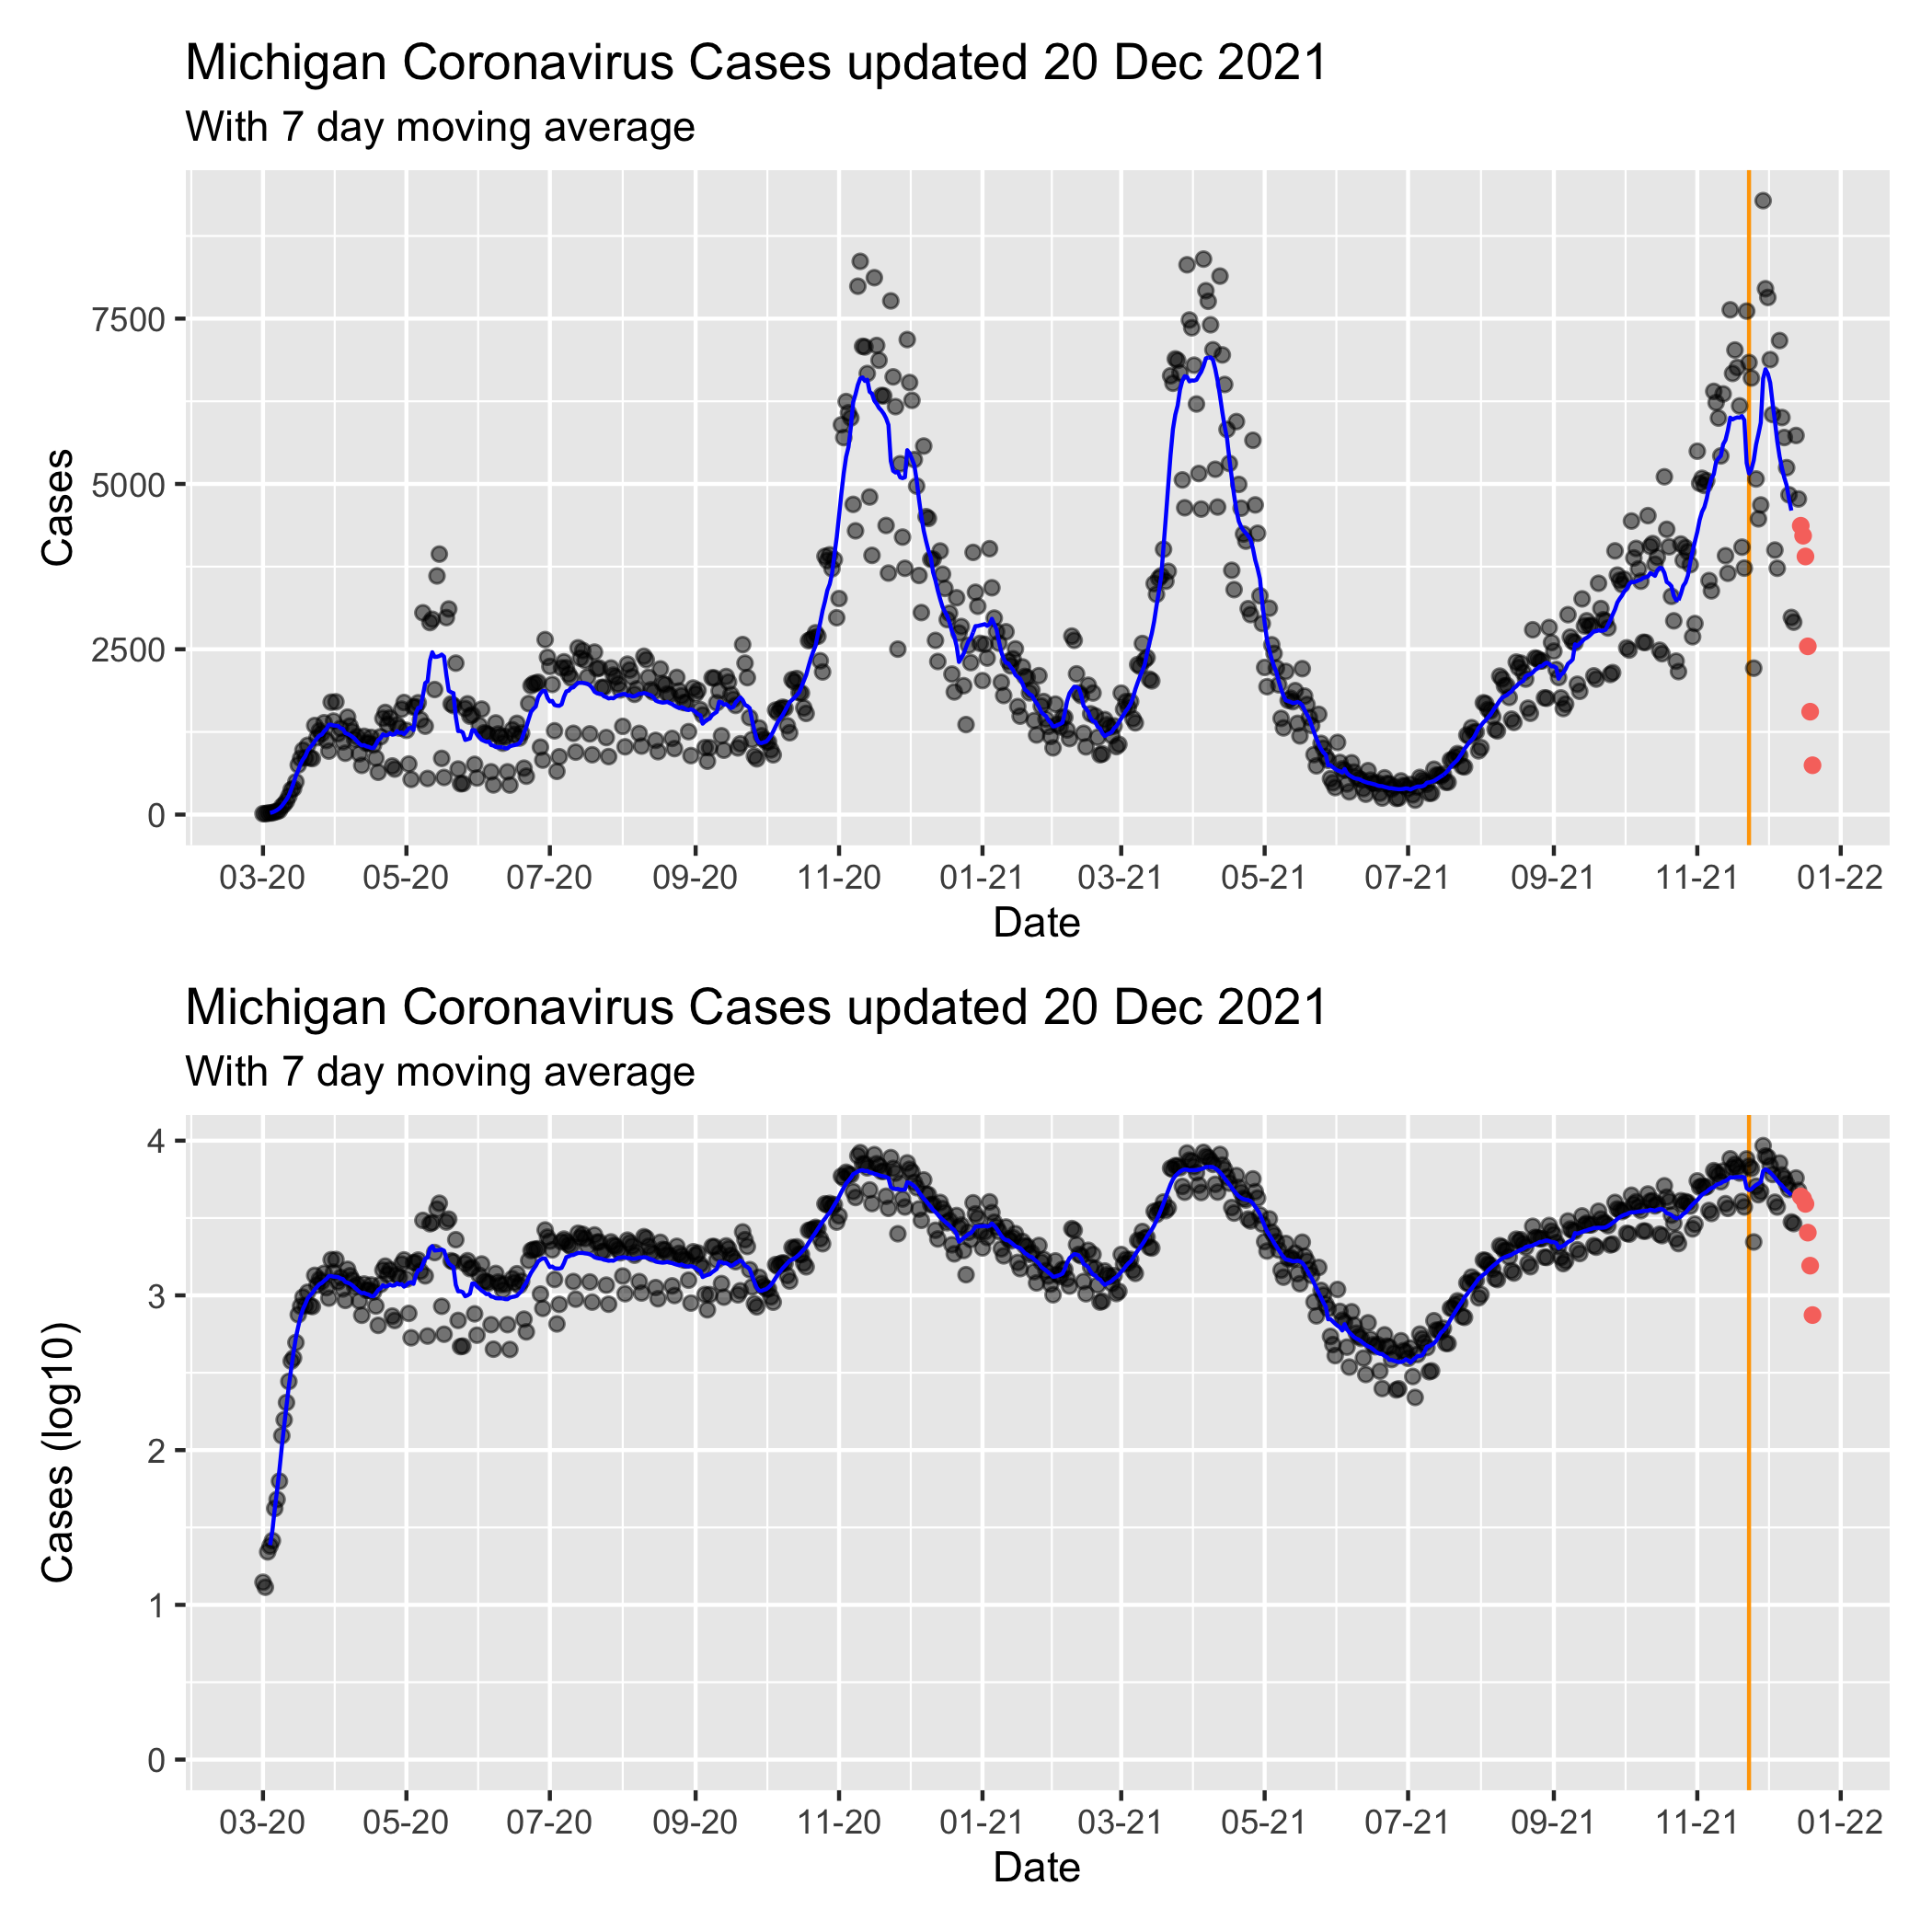 Michigan Coronavirus Cases updated 20 Dec 2021
With 7 day moving average
7500
5000
2500
0
Cases
03-20 05-20 07-20 09-20 11-20 01-21 03-21 05-21 07-21 09-21 11-21 01-22
Date
Michigan Coronavirus Cases updated 20 Dec 2021
With 7 day moving average
4
3
2
1
0
Cases (log10)
03-20 05-20 07-20 09-20 11-20 01-21 03-21 05-21 07-21 09-21 11-21 01-22
Date